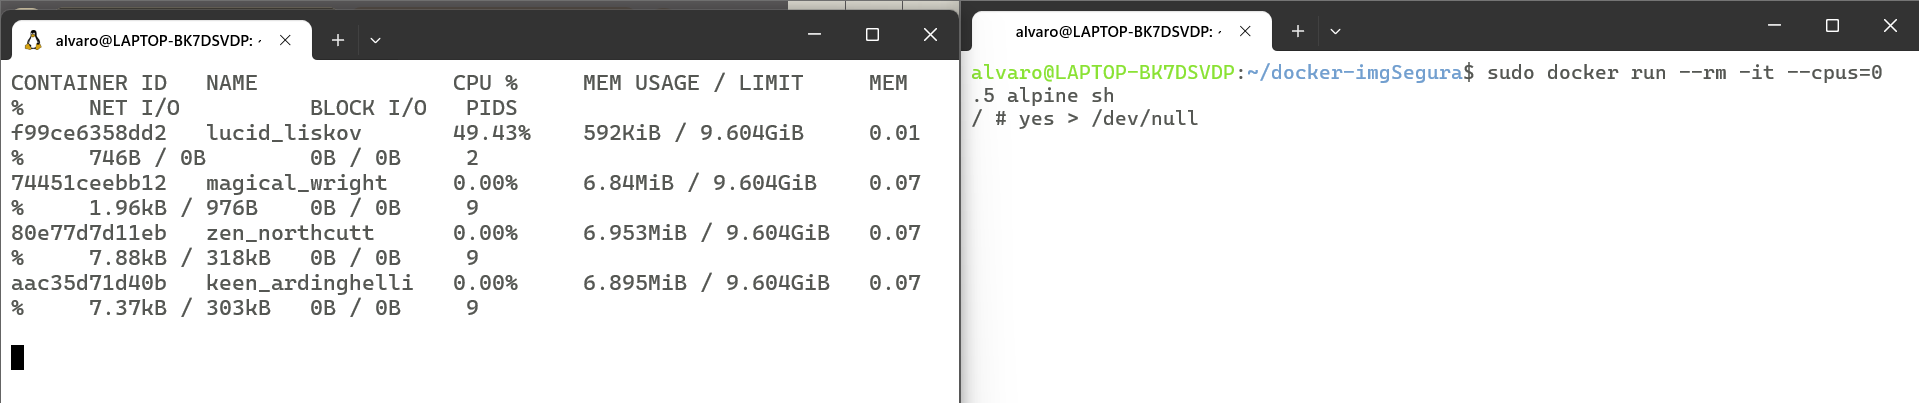 alvaro@LAPTOP-BK7DSVDP: ~
CONTAINER ID   NAME               CPU %     MEM USAGE / LIMIT     MEM
%     NET I/O          BLOCK I/O   PIDS
f99ce6358dd2   lucid_liskov       49.43%    592KiB / 9.604GiB     0.01
%     746B / 0B        0B / 0B     2
74451ceebb12   magical_wright     0.00%     6.84MiB / 9.604GiB    0.07
%     1.96kB / 976B    0B / 0B     9
80e77d7d11eb   zen_northcutt      0.00%     6.953MiB / 9.604GiB   0.07
%     7.88kB / 318kB   0B / 0B     9
aac35d71d40b   keen_ardinghelli   0.00%     6.895MiB / 9.604GiB   0.07
%     7.37kB / 303kB   0B / 0B     9
alvaro@LAPTOP-BK7DSVDP: ~
alvaro@LAPTOP-BK7DSVDP:~/docker-imgSegura$ sudo docker run --rm -it --cpus=0
.5 alpine sh
/ # yes > /dev/null